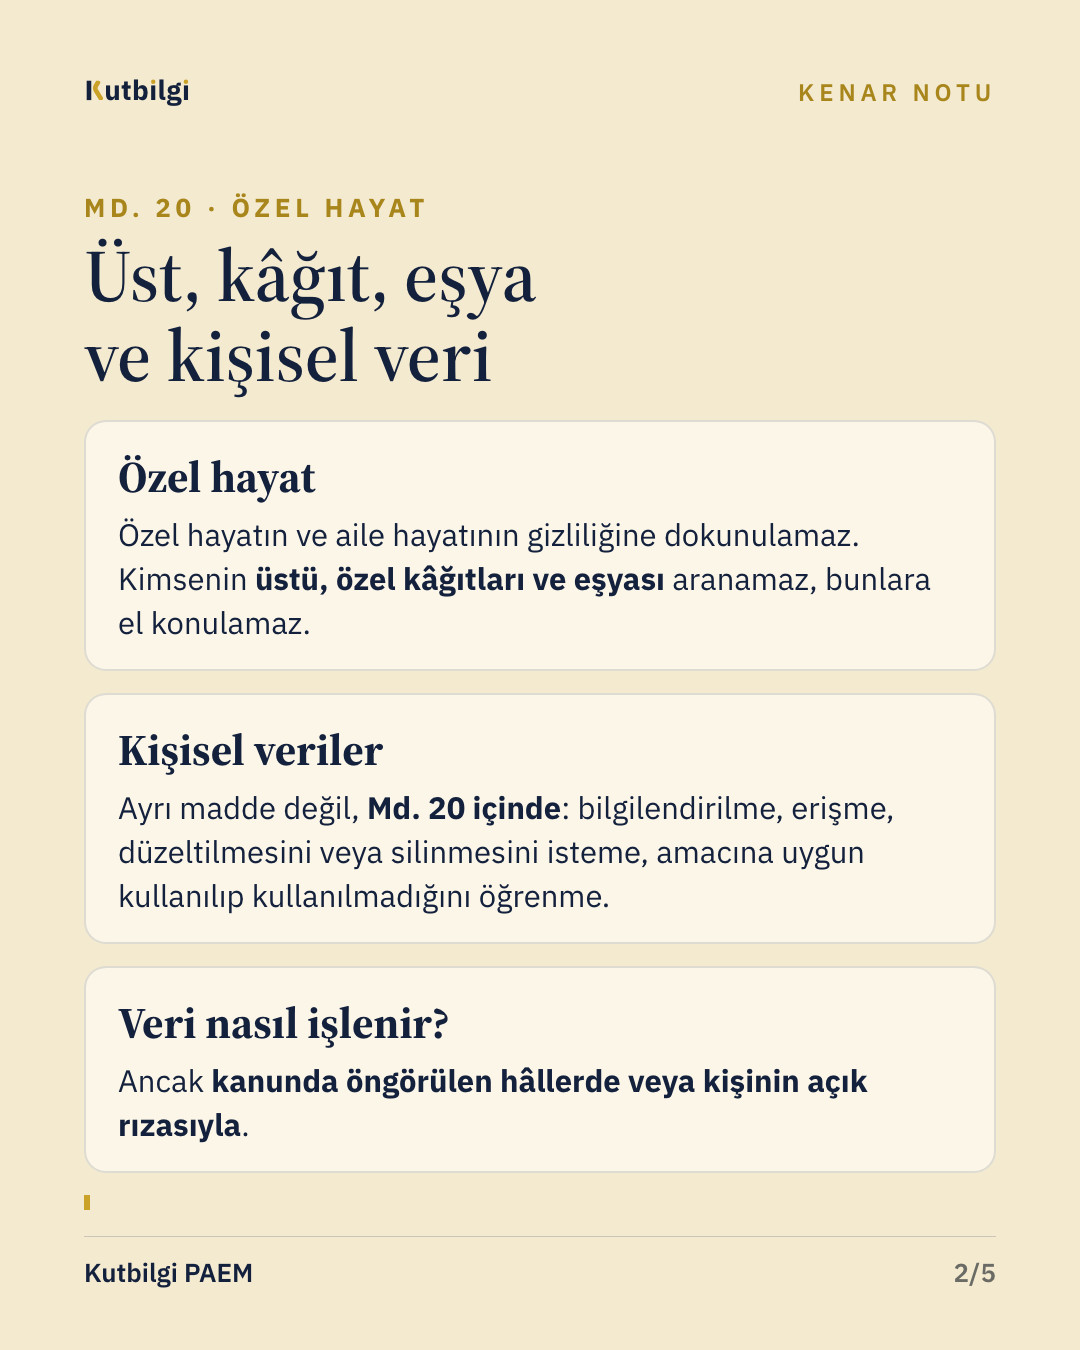 Kutbilgi
KENAR NOTU
MD. 20 · ÖZEL HAYAT
Üst, kâğıt, eşya
ve kişisel veri
Özel hayat
Özel hayatın ve aile hayatının gizliliğine dokunulamaz.
Kimsenin üstü, özel kâğıtları ve eşyası aranamaz, bunlara
el konulamaz.
Kişisel veriler
Ayrı madde değil, Md. 20 içinde: bilgilendirilme, erişme,
düzeltilmesini veya silinmesini isteme, amacına uygun
kullanılıp kullanılmadığını öğrenme.
Veri nasıl işlenir?
Ancak kanunda öngörülen hâllerde veya kişinin açık
rızasıyla.
Kutbilgi PAEM
2/5